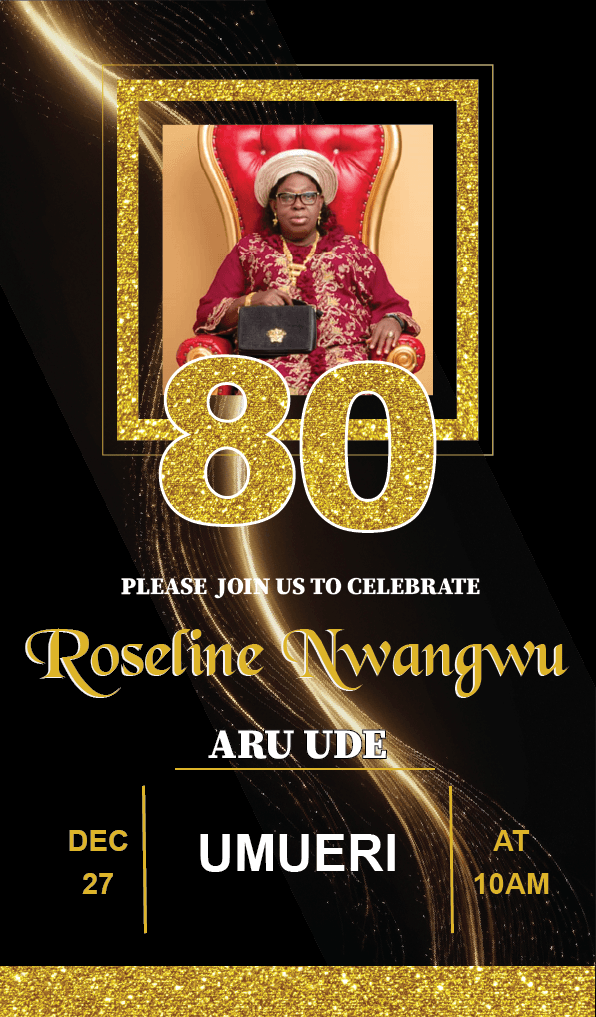 80
PLEASE JOIN US TO CELEBRATE
Roseline Nwangwu
ARU UDE
DEC
27
UMUERI
AT
10AM